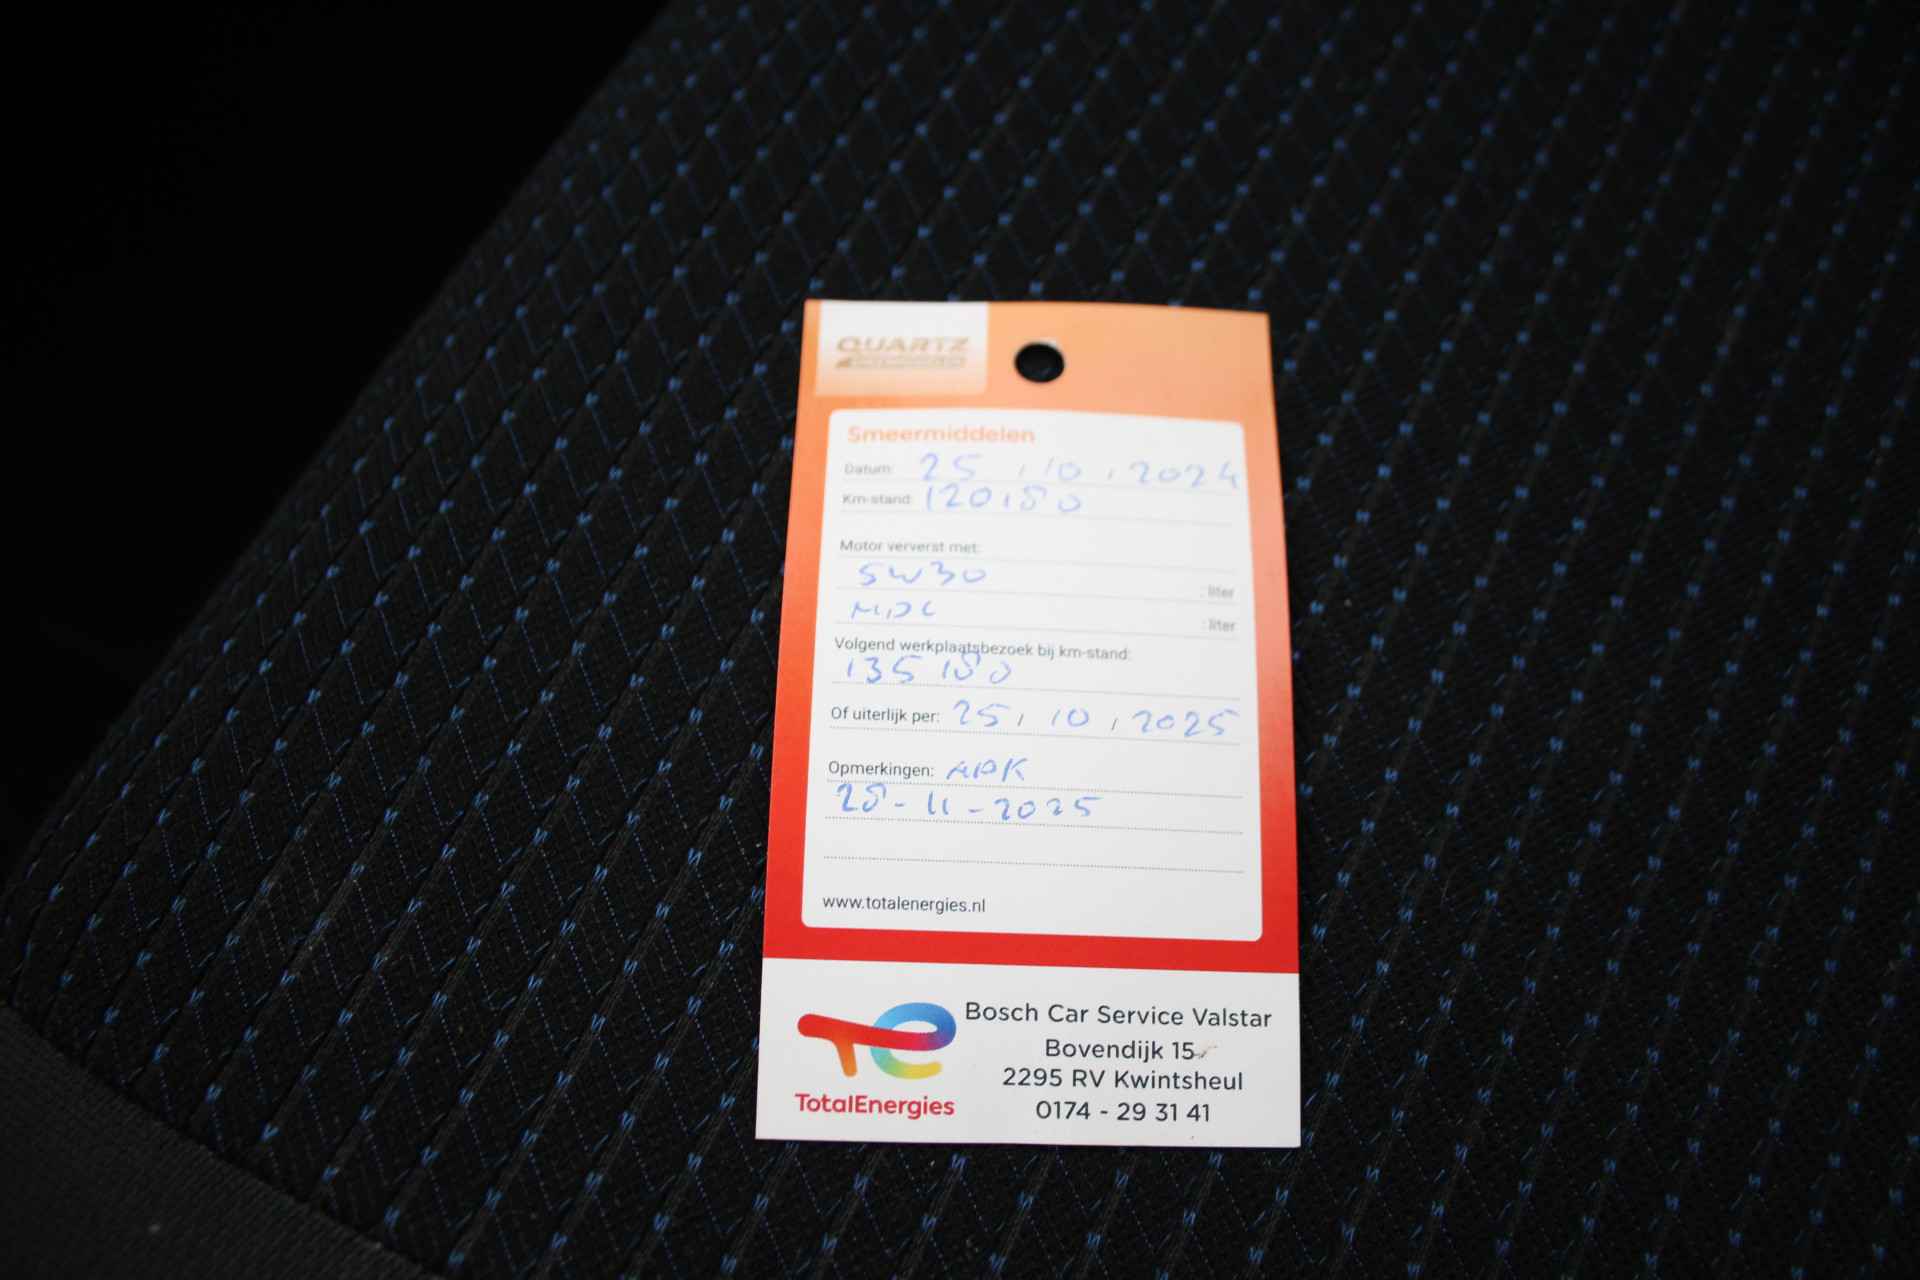 QUARTZ
Smeermiddelen
Datum: 25 / 10 / 2024
Km-stand: 120180
Motor ververst met:
5W30 : liter
: liter
Volgend werkplaatsbezoek bij km-stand:
135180
Of uiterlijk per: 25 / 10 / 2025
Opmerkingen: APK
28-11-2025
www.totalenergies.nl
TotalEnergies
Bosch Car Service Valstar
Bovendijk 15
2295 RV Kwintsheul
0174 - 29 31 41